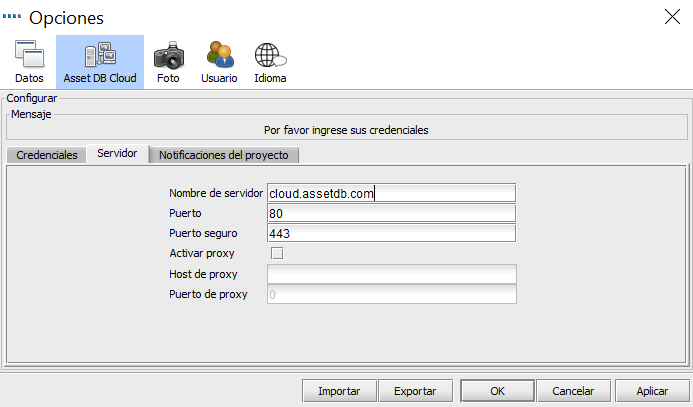 Opciones
Datos
Asset DB Cloud
Foto
Usuario
Idioma
Configurar
Mensaje
Por favor ingrese sus credenciales
Credenciales
Servidor
Notificaciones del proyecto
Nombre de servidor cloud.assetdb.com
Puerto 80
Puerto seguro 443
Activar proxy
Host de proxy
Puerto de proxy 0
Importar
Exportar
OK
Cancelar
Aplicar